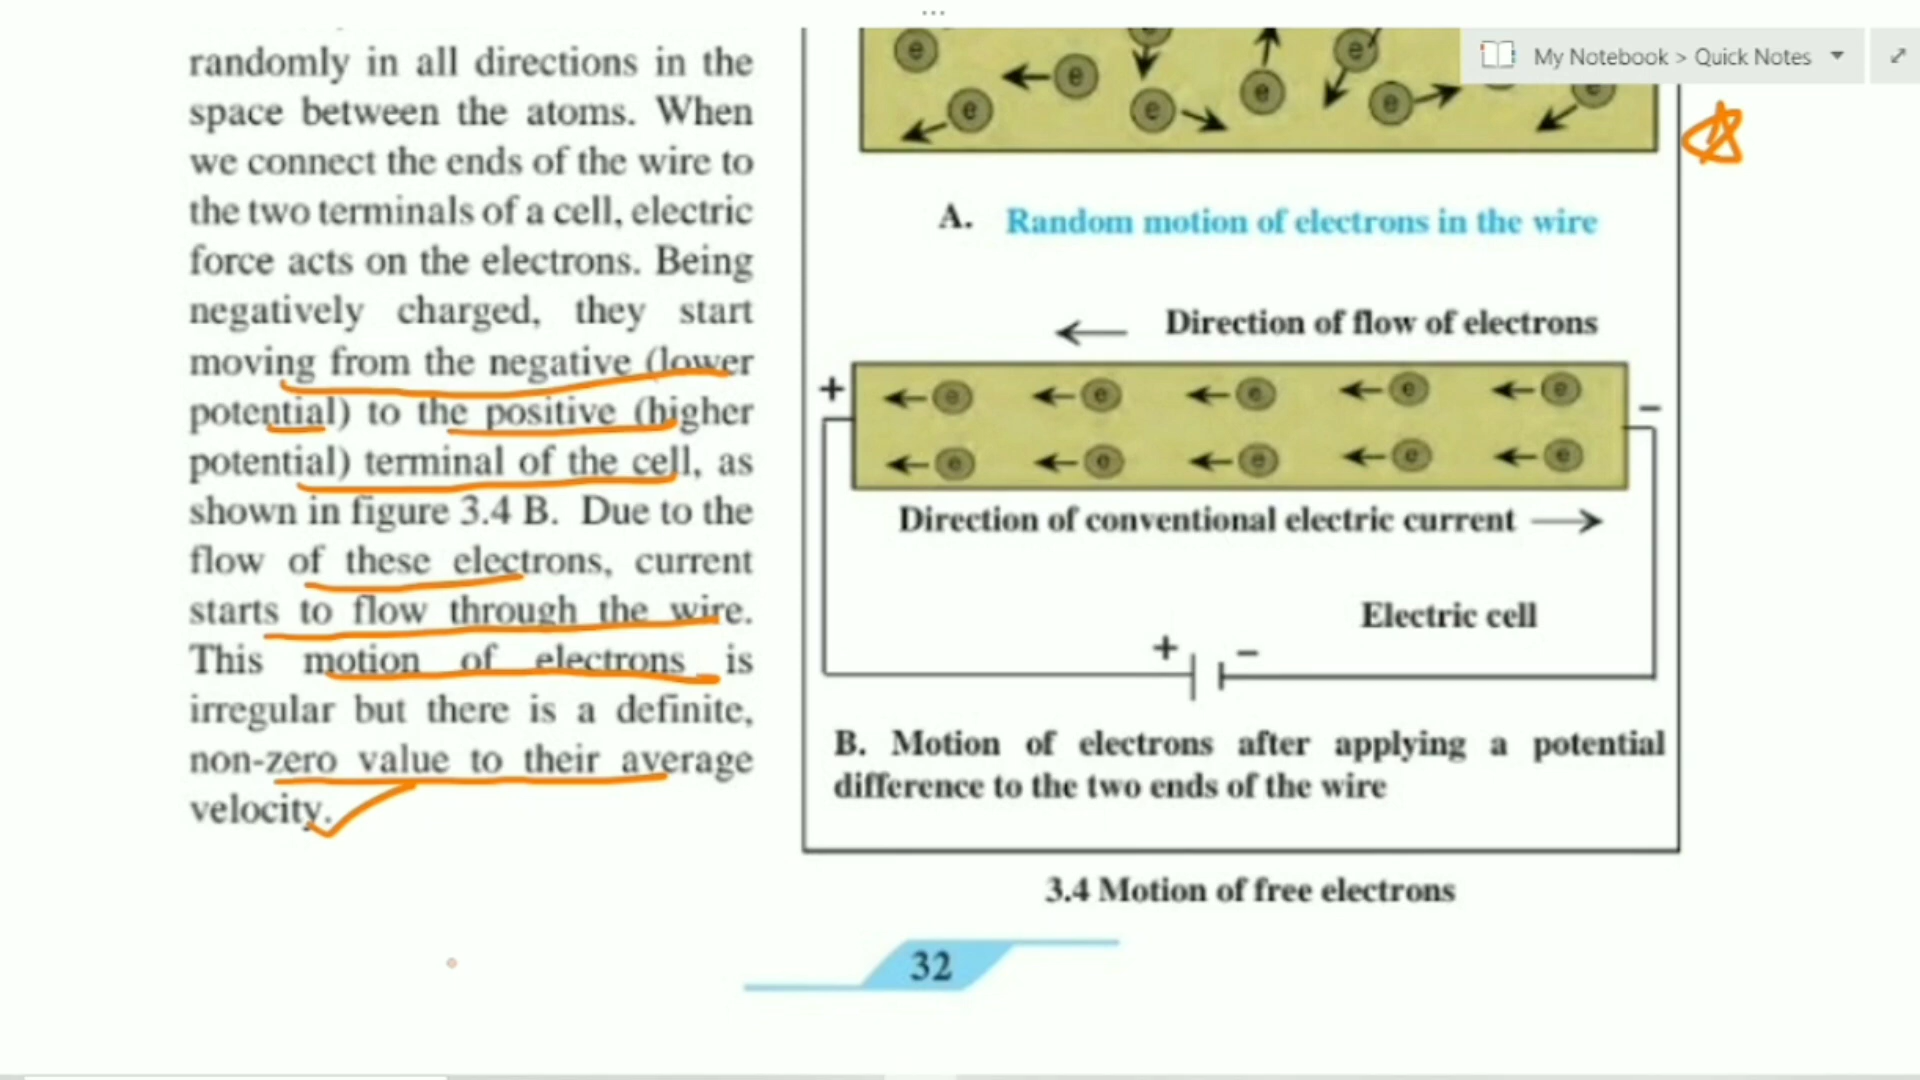 My Notebook > Quick Notes
randomly in all directions in the
space between the atoms. When
we connect the ends of the wire to
the two terminals of a cell, electric
force acts on the electrons. Being
negatively charged, they start
moving from the negative (lower
potential) to the positive (higher
potential) terminal of the cell, as
shown in figure 3.4 B. Due to the
flow of these electrons, current
starts to flow through the wire.
This motion of electrons is
irregular but there is a definite,
non-zero value to their average
velocity.
e e e e e e e e
A. Random motion of electrons in the wire
← Direction of flow of electrons
+ −
e e e e e
e e e e e
Direction of conventional electric current →
Electric cell
+ −
B. Motion of electrons after applying a potential
difference to the two ends of the wire
3.4 Motion of free electrons
32